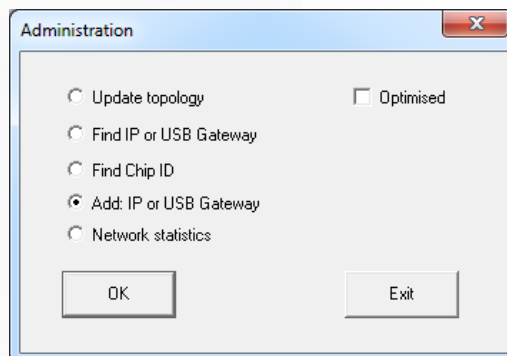 Administration
Update topology
Optimised
Find IP or USB Gateway
Find Chip ID
Add: IP or USB Gateway
Network statistics
OK
Exit